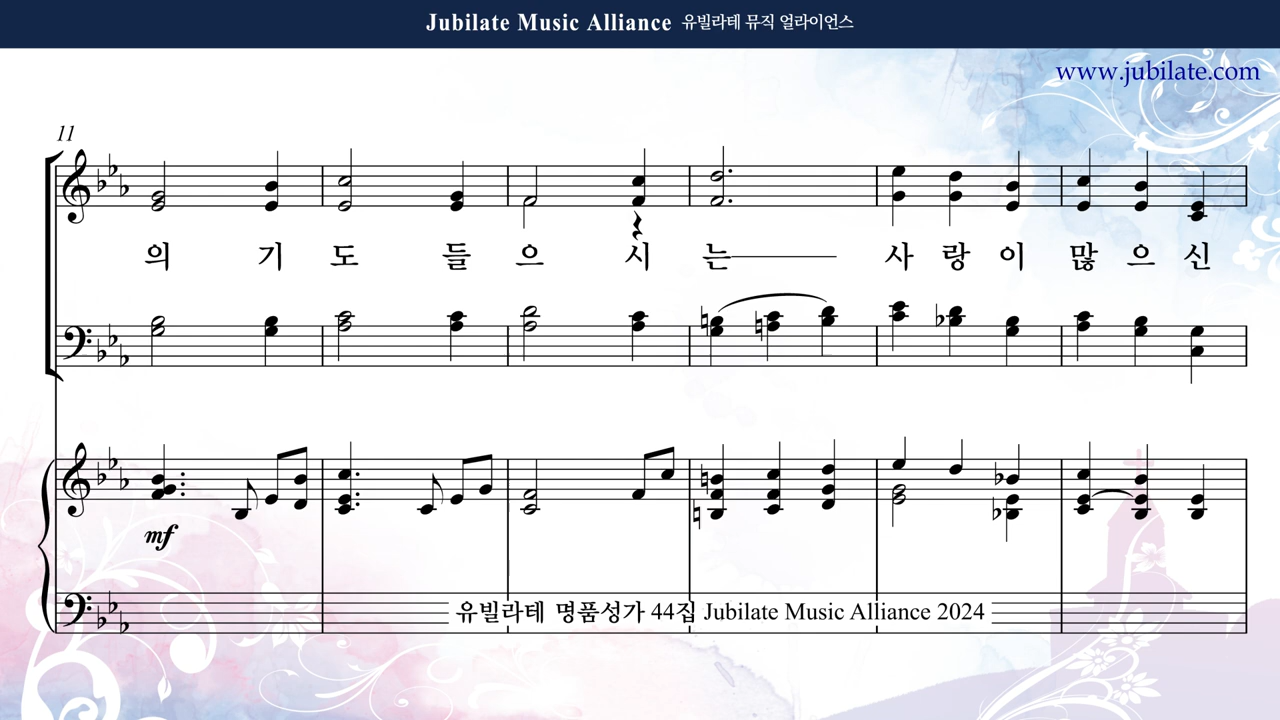 Jubilate Music Alliance 유빌라테 뮤직 얼라이언스
www.jubilate.com
11
의 기 도 들 으 시 는 사 랑 이 많 으 신
mf
유빌라테 명품성가 44집 Jubilate Music Alliance 2024